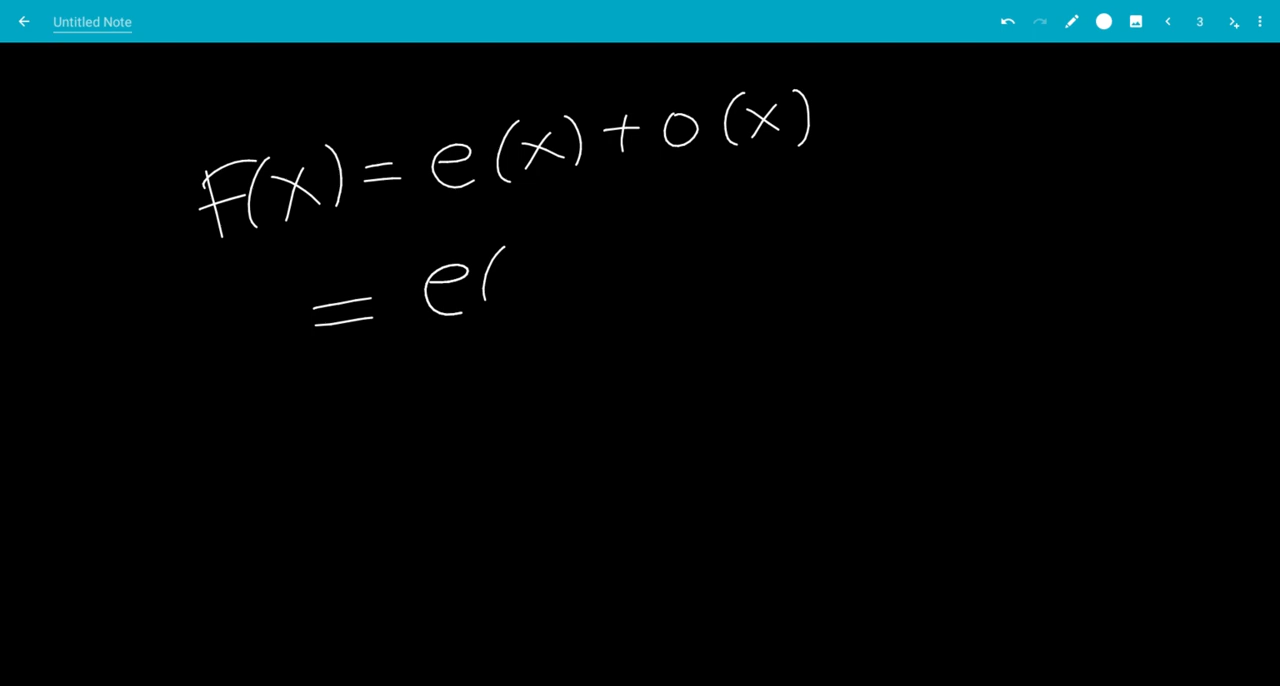 Untitled Note
3
F(x) = e(x) + o(x)
= e(